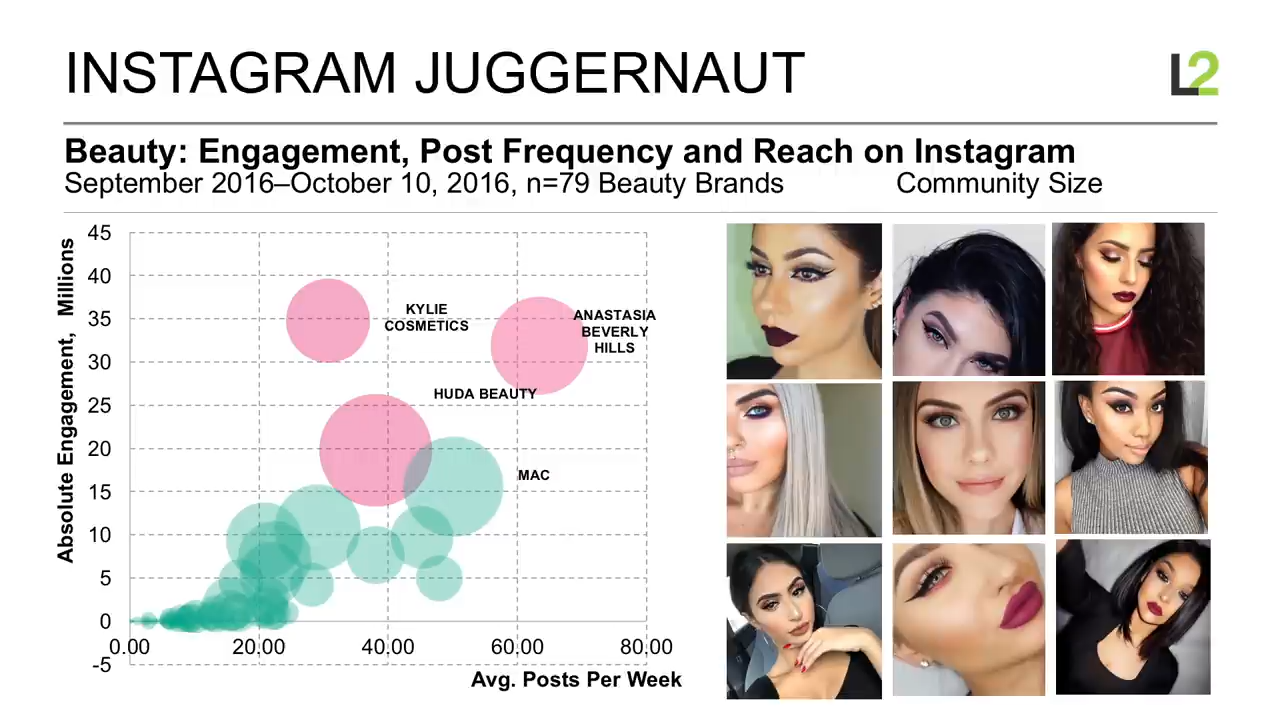 INSTAGRAM JUGGERNAUT
L2
Beauty: Engagement, Post Frequency and Reach on Instagram
September 2016–October 10, 2016, n=79 Beauty Brands
Community Size
Absolute Engagement, Millions
45
40
35
30
25
20
15
10
5
0
-5
KYLIE
COSMETICS
ANASTASIA
BEVERLY
HILLS
HUDA BEAUTY
MAC
0.00
20.00
40.00
60.00
80.00
Avg. Posts Per Week